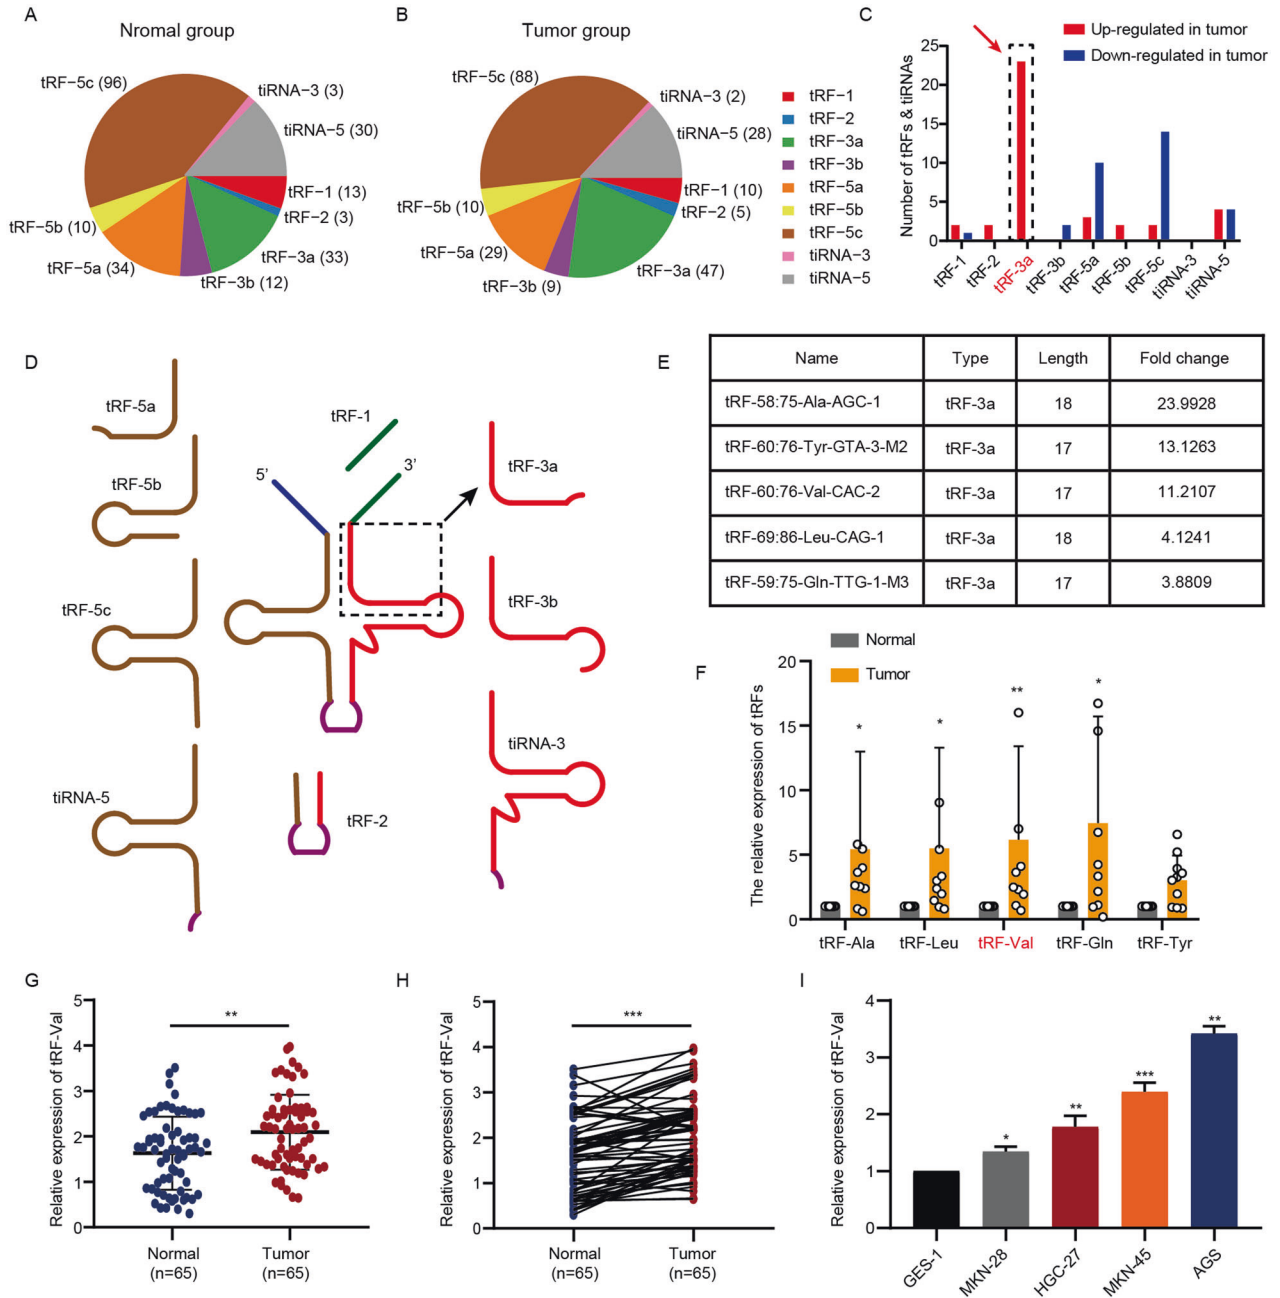 A
Nromal group
tRF−5c (96)
tiRNA−3 (3)
tiRNA−5 (30)
tRF−1 (13)
tRF−2 (3)
tRF−3a (33)
tRF−3b (12)
tRF−5a (34)
tRF−5b (10)
B
Tumor group
tRF−5c (88)
tiRNA−3 (2)
tiRNA−5 (28)
tRF−1 (10)
tRF−2 (5)
tRF−3a (47)
tRF−3b (9)
tRF−5a (29)
tRF−5b (10)
tRF−1
tRF−2
tRF−3a
tRF−3b
tRF−5a
tRF−5b
tRF−5c
tiRNA−3
tiRNA−5
C
Up-regulated in tumor
Down-regulated in tumor
Number of tRFs & tiRNAs
25
20
15
10
5
0
tRF-1
tRF-2
tRF-3a
tRF-3b
tRF-5a
tRF-5b
tRF-5c
tiRNA-3
tiRNA-5
D
tRF-5a
tRF-5b
tRF-5c
tiRNA-5
tRF-1
5’
3’
tRF-2
tRF-3a
tRF-3b
tiRNA-3
E
Name Type Length Fold change
tRF-58:75-Ala-AGC-1 tRF-3a 18 23.9928
tRF-60:76-Tyr-GTA-3-M2 tRF-3a 17 13.1263
tRF-60:76-Val-CAC-2 tRF-3a 17 11.2107
tRF-69:86-Leu-CAG-1 tRF-3a 18 4.1241
tRF-59:75-Gln-TTG-1-M3 tRF-3a 17 3.8809
F
Normal
Tumor
The relative expression of tRFs
20
15
10
5
0
*
*
**
*
tRF-Ala
tRF-Leu
tRF-Val
tRF-Gln
tRF-Tyr
G
Relative expression of tRF-Val
5
4
3
2
1
0
**
Normal
(n=65)
Tumor
(n=65)
H
Relative expression of tRF-Val
5
4
3
2
1
0
***
Normal
(n=65)
Tumor
(n=65)
I
Relative expression of tRF-Val
4
3
2
1
0
*
**
***
**
GES-1
MKN-28
HGC-27
MKN-45
AGS